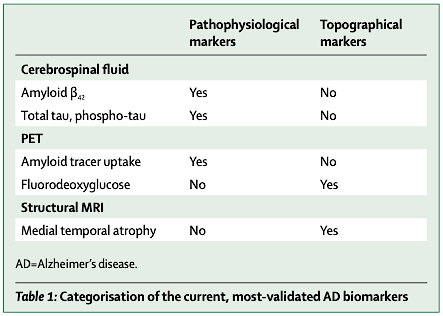 Pathophysiological markers Topographical markers
Cerebrospinal fluid
Amyloid β₄₂ Yes No
Total tau, phospho-tau Yes No
PET
Amyloid tracer uptake Yes No
Fluorodeoxyglucose No Yes
Structural MRI
Medial temporal atrophy No Yes
AD=Alzheimer's disease.
Table 1: Categorisation of the current, most-validated AD biomarkers